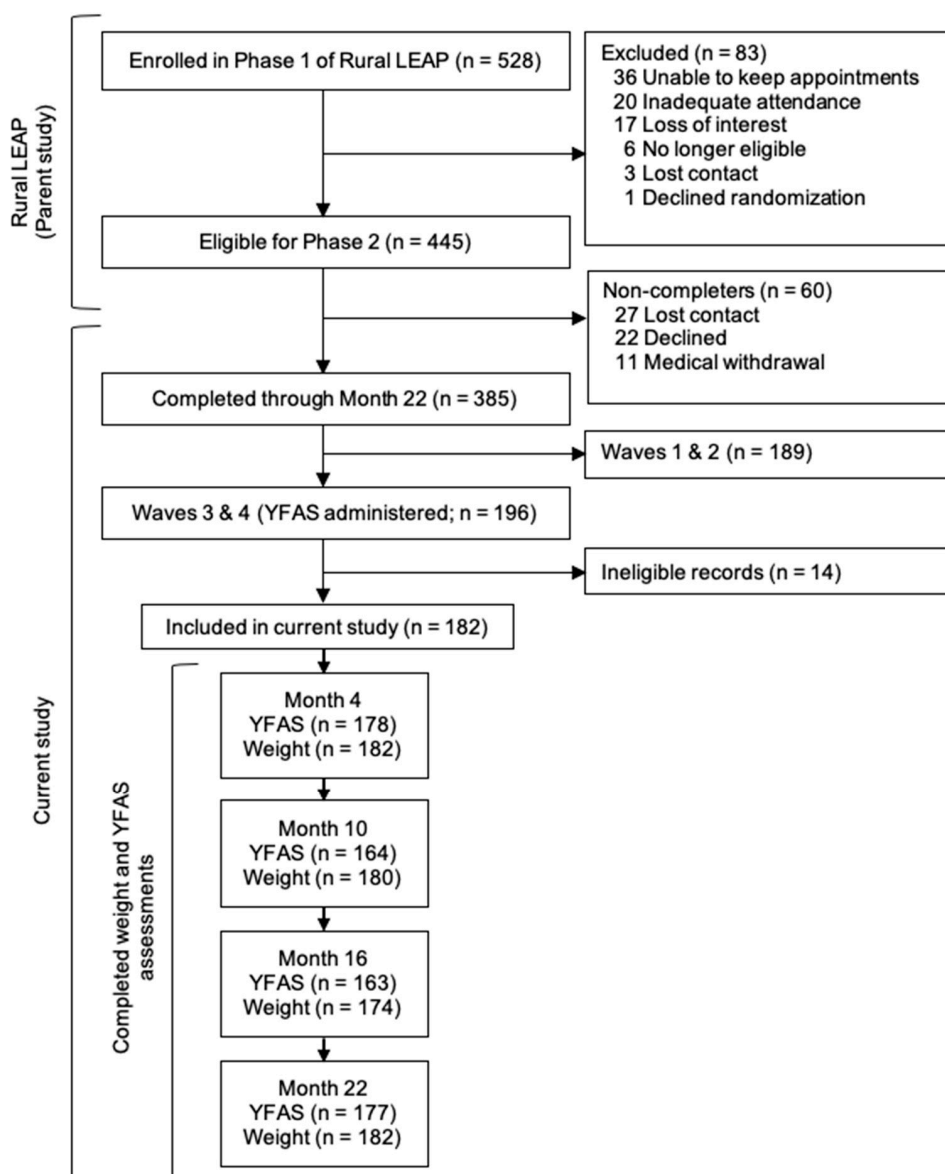 Enrolled in Phase 1 of Rural LEAP (n = 528)
Excluded (n = 83)
36 Unable to keep appointments
20 Inadequate attendance
17 Loss of interest
6 No longer eligible
3 Lost contact
1 Declined randomization
Rural LEAP
(Parent study)
Eligible for Phase 2 (n = 445)
Non-completers (n = 60)
27 Lost contact
22 Declined
11 Medical withdrawal
Completed through Month 22 (n = 385)
Waves 1 & 2 (n = 189)
Waves 3 & 4 (YFAS administered; n = 196)
Ineligible records (n = 14)
Included in current study (n = 182)
Current study
Completed weight and YFAS
assessments
Month 4
YFAS (n = 178)
Weight (n = 182)
Month 10
YFAS (n = 164)
Weight (n = 180)
Month 16
YFAS (n = 163)
Weight (n = 174)
Month 22
YFAS (n = 177)
Weight (n = 182)